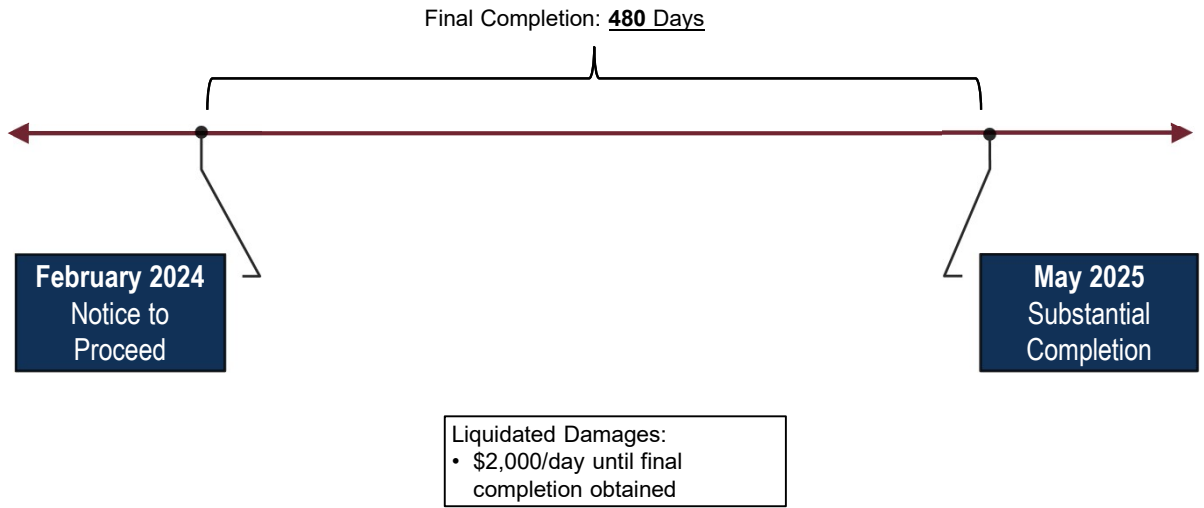 Final Completion: 480 Days
February 2024
Notice to
Proceed
May 2025
Substantial
Completion
Liquidated Damages:
• $2,000/day until final
completion obtained